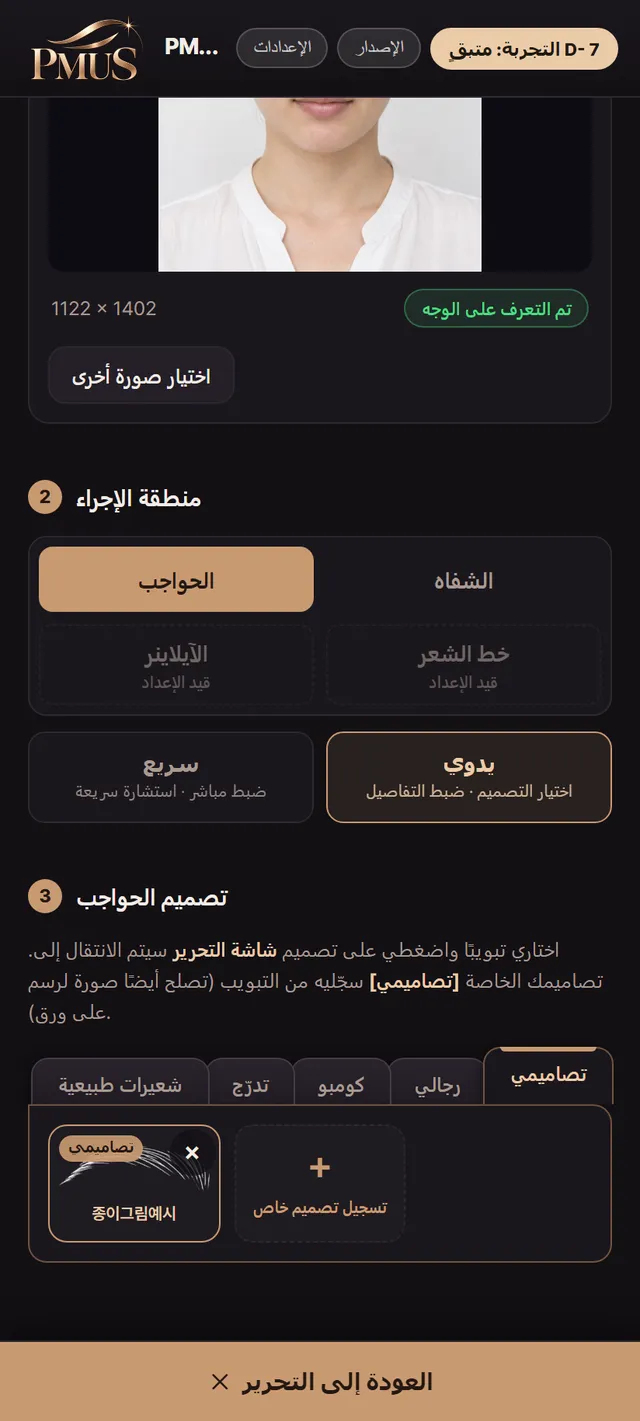 PMUS
PM...
الإعدادات
الإصدار
التجربة: متبقٍ D- 7
1122 × 1402
تم التعرف على الوجه
اختيار صورة أخرى
2
منطقة الإجراء
الحواجب
الشفاه
الآيلاينر
قيد الإعداد
خط الشعر
قيد الإعداد
سريع
ضبط مباشر · استشارة سريعة
يدوي
اختيار التصميم · ضبط التفاصيل
3
تصميم الحواجب
اختاري تبويبًا واضغطي على تصميم شاشة التحرير سيتم الانتقال إلى.
تصاميمك الخاصة [تصاميمي] سجّليه من التبويب (تصلح أيضًا صورة لرسم
على ورق).
شعيرات طبيعية
تدرّج
كومبو
رجالي
تصاميمي
تصاميمي
×
종이그림예시
+
تسجيل تصميم خاص
العودة إلى التحرير ×